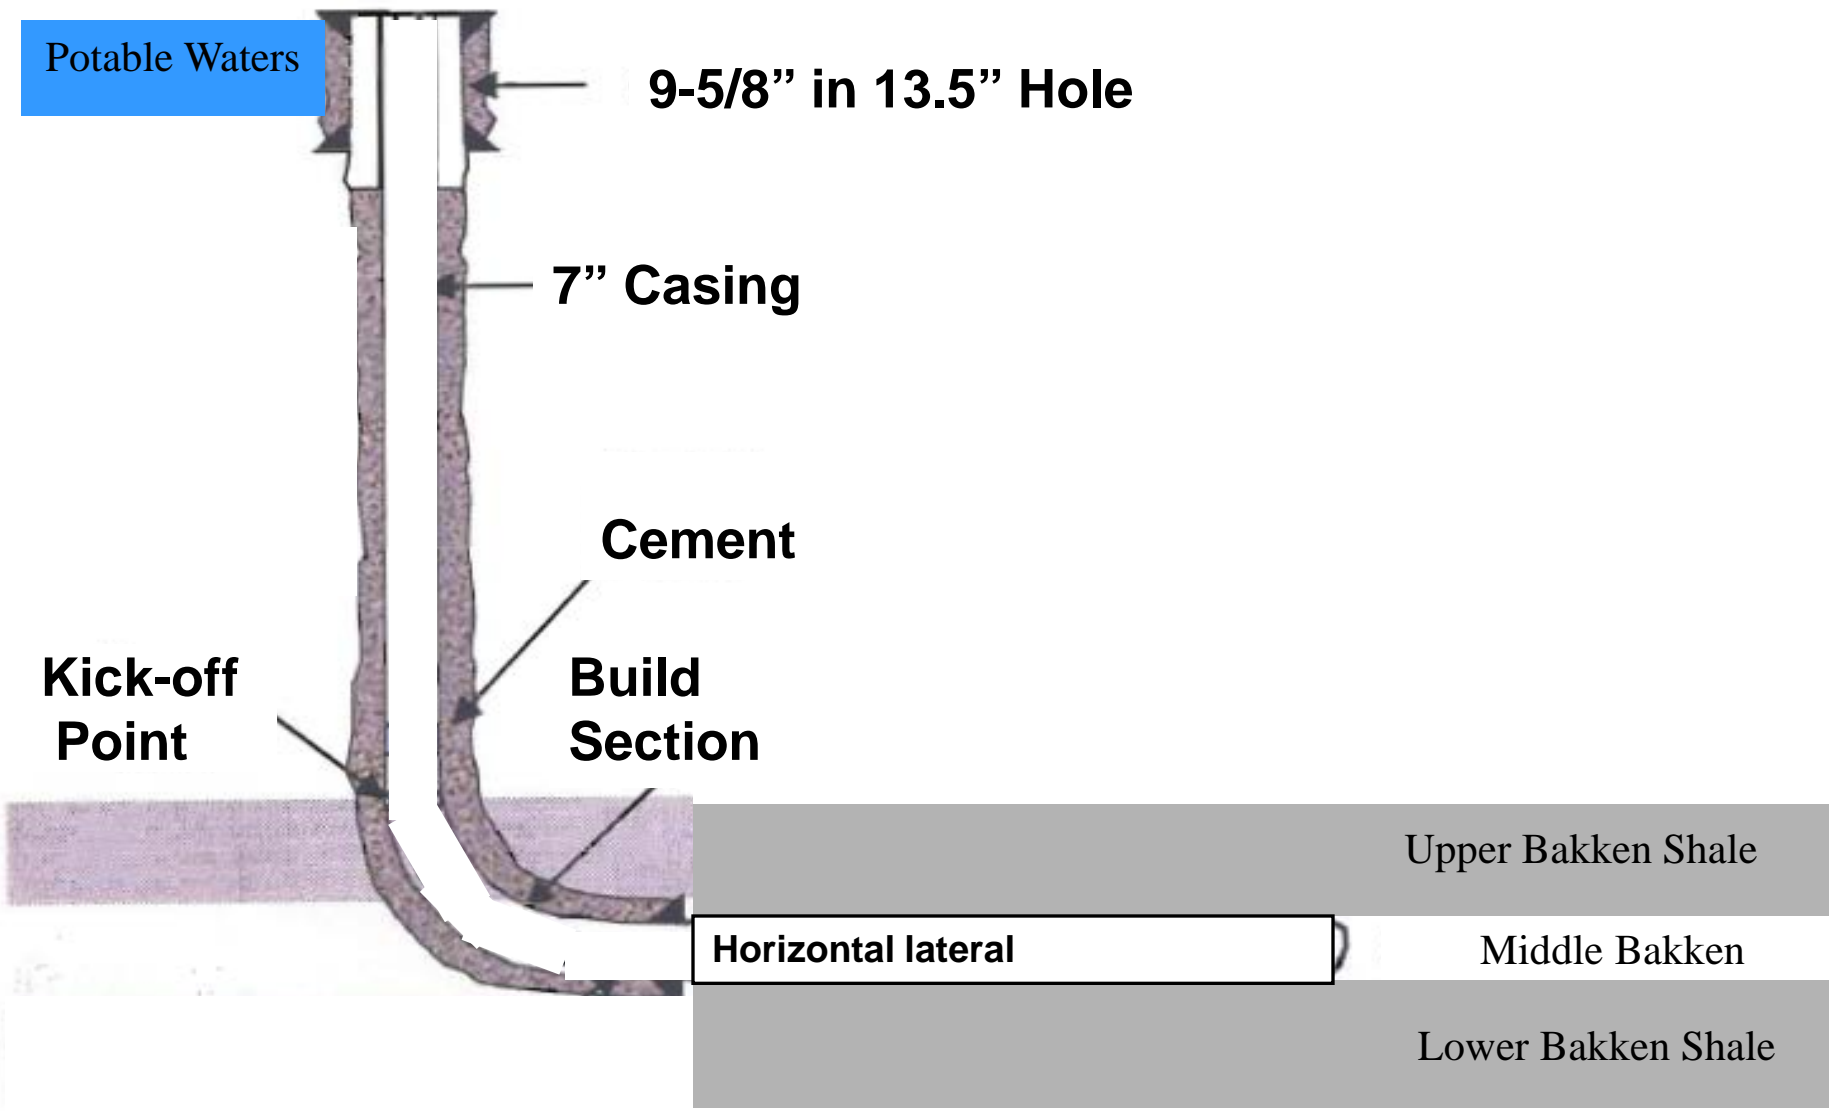 Potable Waters
9-5/8” in 13.5” Hole
7” Casing
Cement
Kick-off
Point
Build
Section
Upper Bakken Shale
Horizontal lateral
Middle Bakken
Lower Bakken Shale